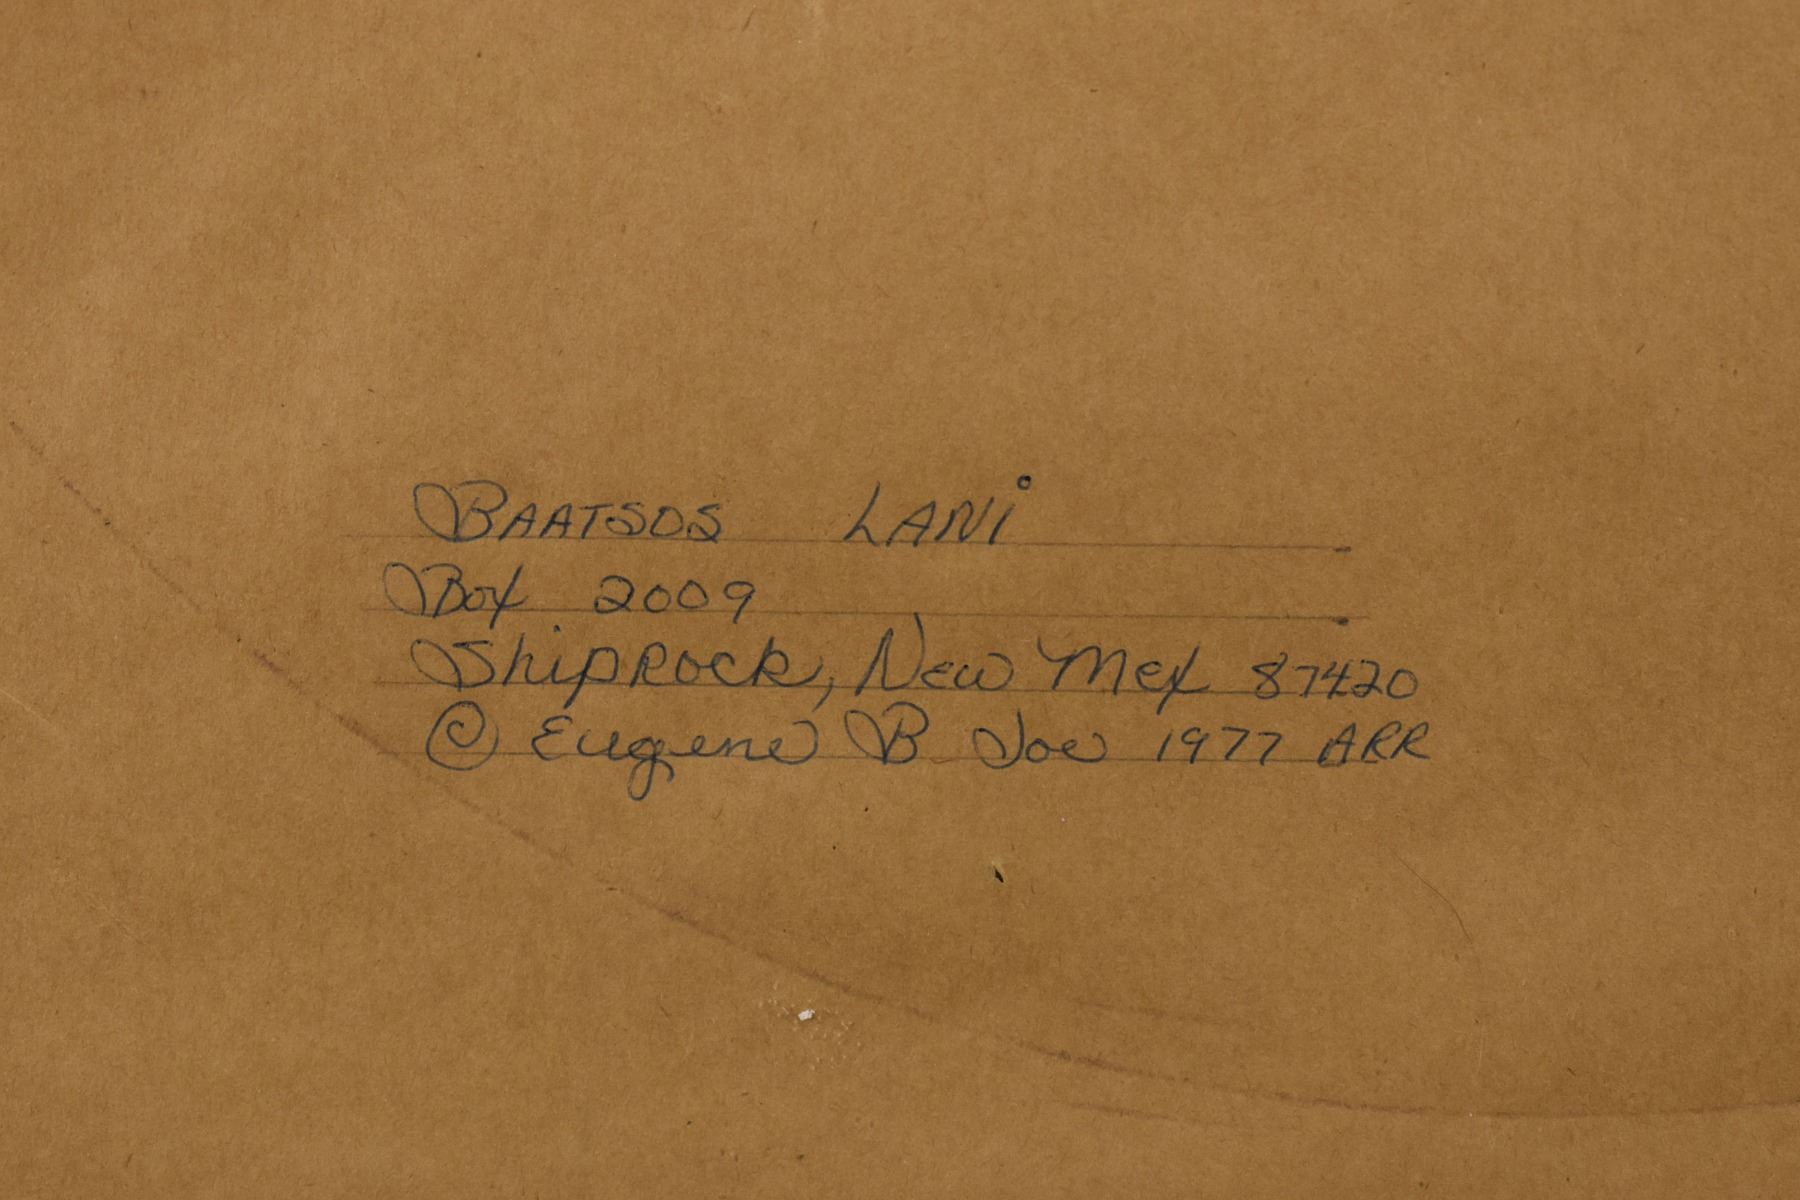 BAATSOS LANi
Box 2009
ShipRock, New Mex 87420
© Eugene B Joe 1977 ARR